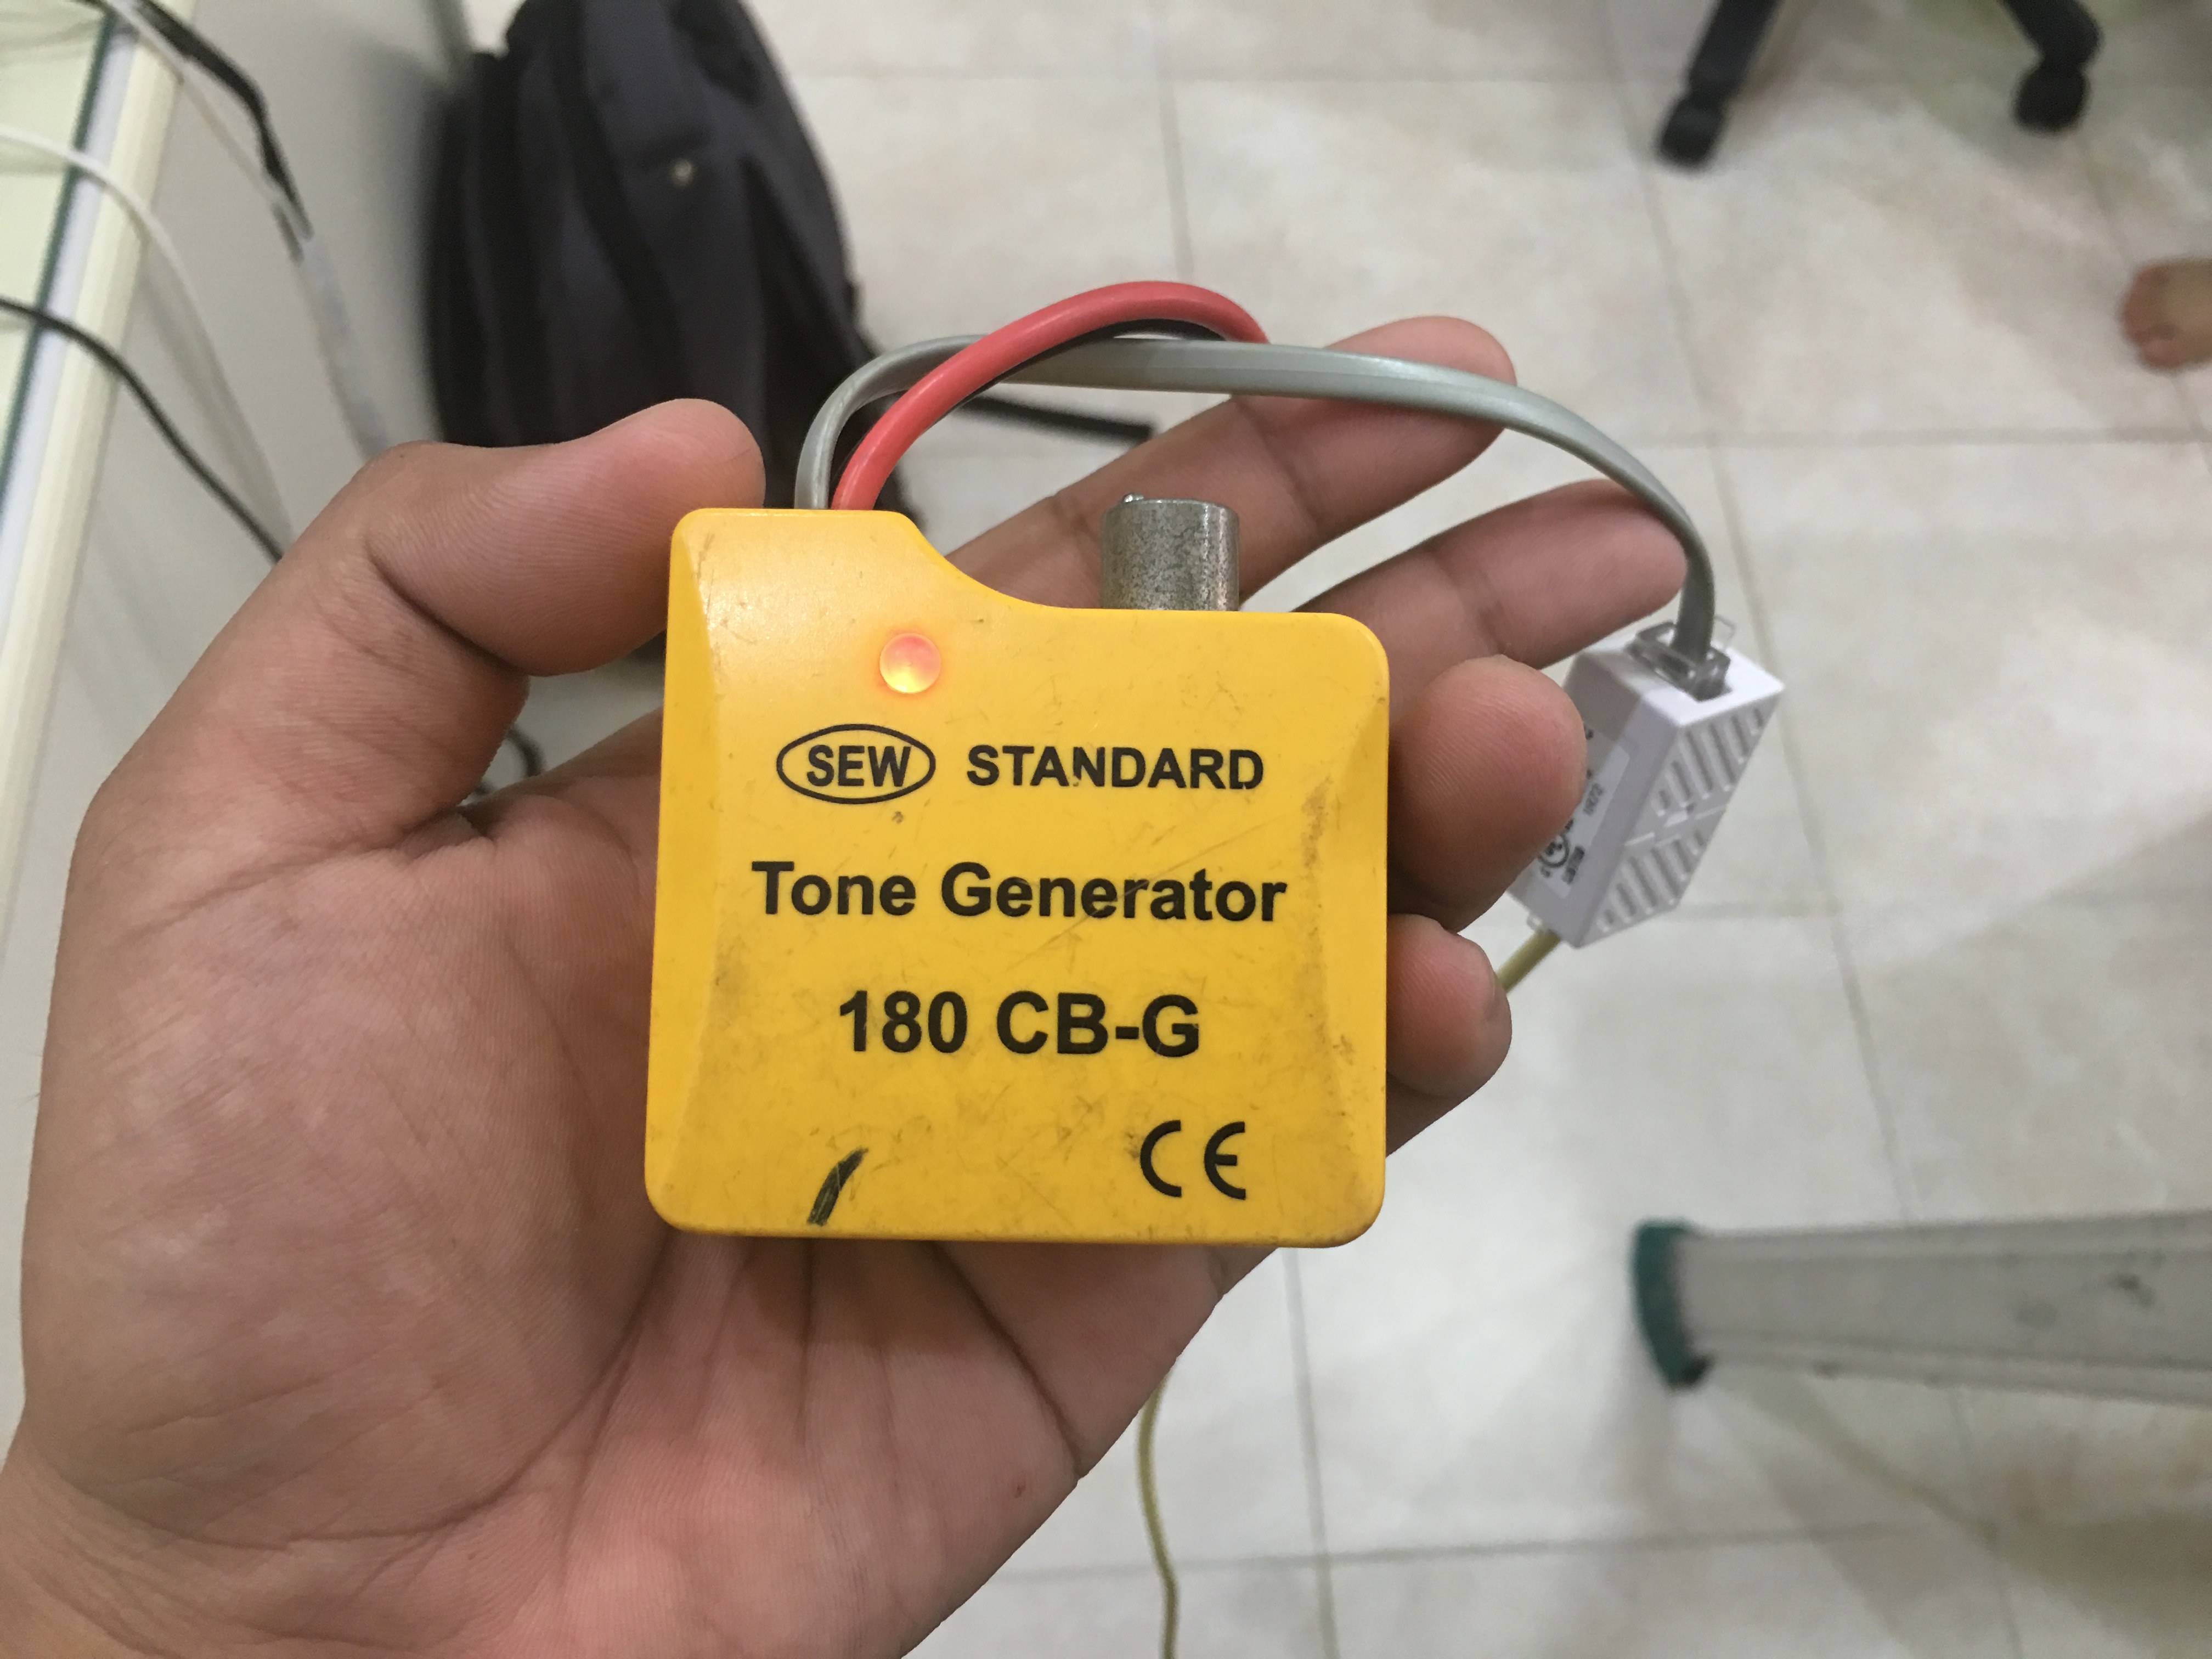 SEW STANDARD
Tone Generator
180 CB-G
CE